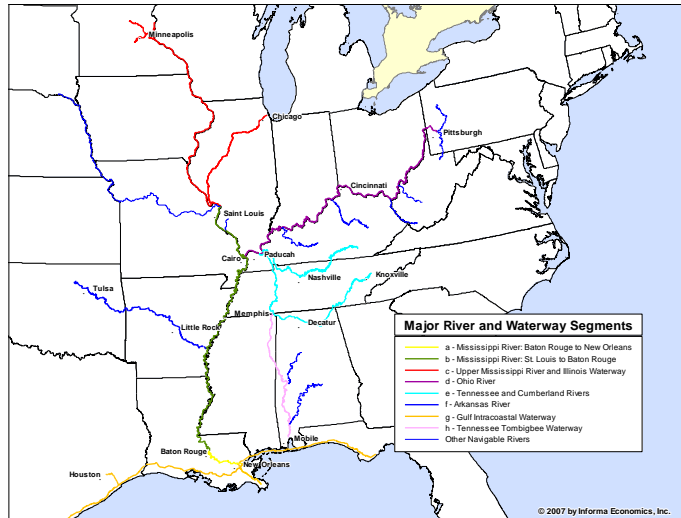 Minneapolis
Chicago
Pittsburgh
Cincinnati
Saint Louis
Cairo
Paducah
Nashville
Knoxville
Tulsa
Memphis
Decatur
Little Rock
Major River and Waterway Segments
a - Mississippi River: Baton Rouge to New Orleans
b - Mississippi River: St. Louis to Baton Rouge
c - Upper Mississippi River and Illinois Waterway
d - Ohio River
e - Tennessee and Cumberland Rivers
f - Arkansas River
g - Gulf Intracoastal Waterway
h - Tennessee Tombigbee Waterway
Other Navigable Rivers
Mobile
Baton Rouge
New Orleans
Houston
© 2007 by Informa Economics, Inc.